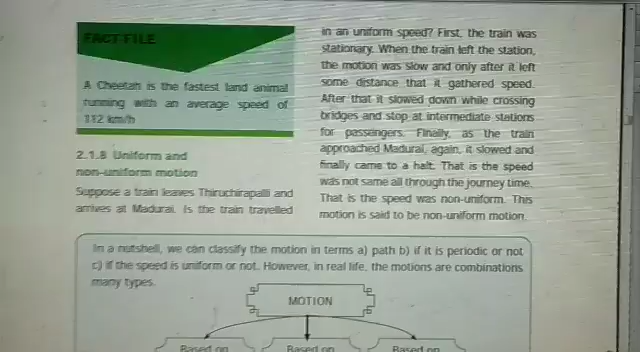 FACT-FILE
A Cheetah is the fastest land animal
running with an average speed of
112 km/h
2.1.8 Uniform and
non-uniform motion
Suppose a train leaves Thiruchirapalli and
arrives at Madurai. Is the train travelled
in an uniform speed? First, the train was
stationary. When the train left the station,
the motion was slow and only after it left
some distance that it gathered speed.
After that it slowed down while crossing
bridges and stop at intermediate stations
for passengers. Finally, as the train
approached Madurai, again, it slowed and
finally came to a halt. That is the speed
was not same all through the journey time.
That is the speed was non-uniform. This
motion is said to be non-uniform motion.
In a nutshell, we can classify the motion in terms a) path b) if it is periodic or not
c) if the speed is uniform or not. However, in real life, the motions are combinations
many types.
MOTION
Based on
Based on
Based on